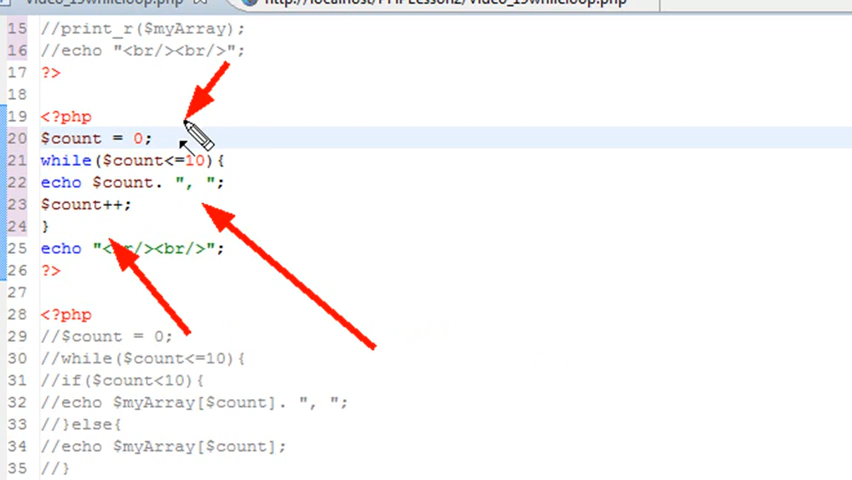 video_15whileloop.php http://localhost/PHPLesson2/video_15whileloop.php
15 //print_r($myArray);
16 //echo "<br/><br/>";
17 ?>
18
19 <?php
20 $count = 0;
21 while($count<=10){
22 echo $count. ", ";
23 $count++;
24 }
25 echo "<br/><br/>";
26 ?>
27
28 <?php
29 //$count = 0;
30 //while($count<=10){
31 //if($count<10){
32 //echo $myArray[$count]. ", ";
33 //}else{
34 //echo $myArray[$count];
35 //}